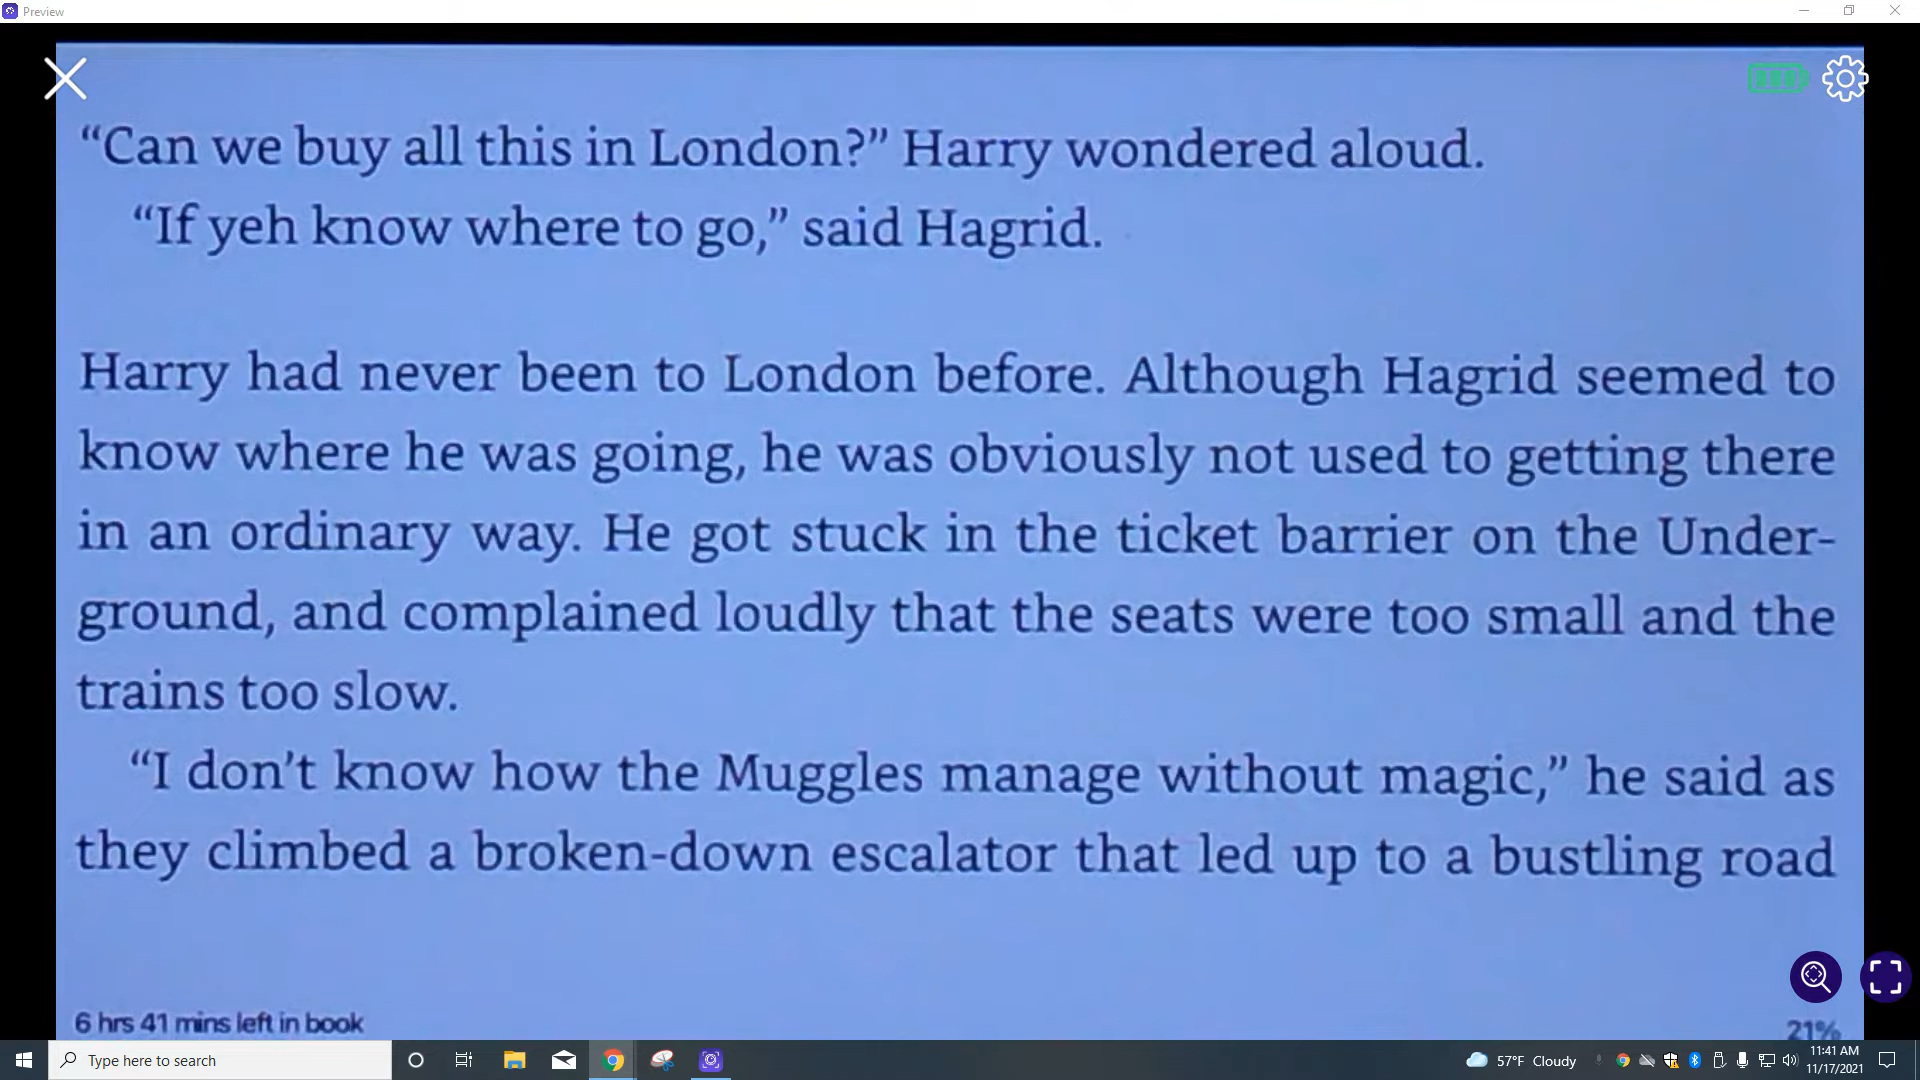 Preview
“Can we buy all this in London?” Harry wondered aloud.
“If yeh know where to go,” said Hagrid.
Harry had never been to London before. Although Hagrid seemed to
know where he was going, he was obviously not used to getting there
in an ordinary way. He got stuck in the ticket barrier on the Under-
ground, and complained loudly that the seats were too small and the
trains too slow.
“I don’t know how the Muggles manage without magic,” he said as
they climbed a broken-down escalator that led up to a bustling road
6 hrs 41 mins left in book
21%
Type here to search
57°F Cloudy
11:41 AM
11/17/2021